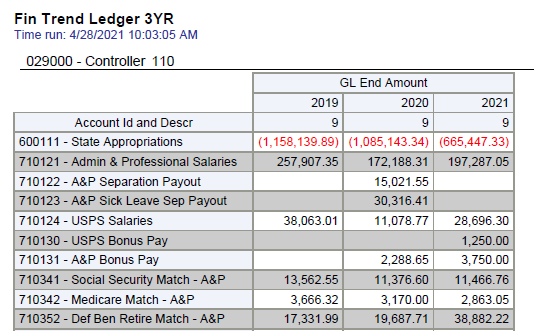 Fin Trend Ledger 3YR
Time run: 4/28/2021 10:03:05 AM
029000 - Controller 110
GL End Amount
2019 2020 2021
Account Id and Descr 9 9 9
600111 - State Appropriations (1,158,139.89) (1,085,143.34) (665,447.33)
710121 - Admin & Professional Salaries 257,907.35 172,188.31 197,287.05
710122 - A&P Separation Payout 15,021.55
710123 - A&P Sick Leave Sep Payout 30,316.41
710124 - USPS Salaries 38,063.01 11,078.77 28,696.30
710130 - USPS Bonus Pay 1,250.00
710131 - A&P Bonus Pay 2,288.65 3,750.00
710341 - Social Security Match - A&P 13,562.55 11,376.60 11,466.76
710342 - Medicare Match - A&P 3,666.32 3,170.00 2,863.05
710352 - Def Ben Retire Match - A&P 17,331.99 19,687.71 38,882.22